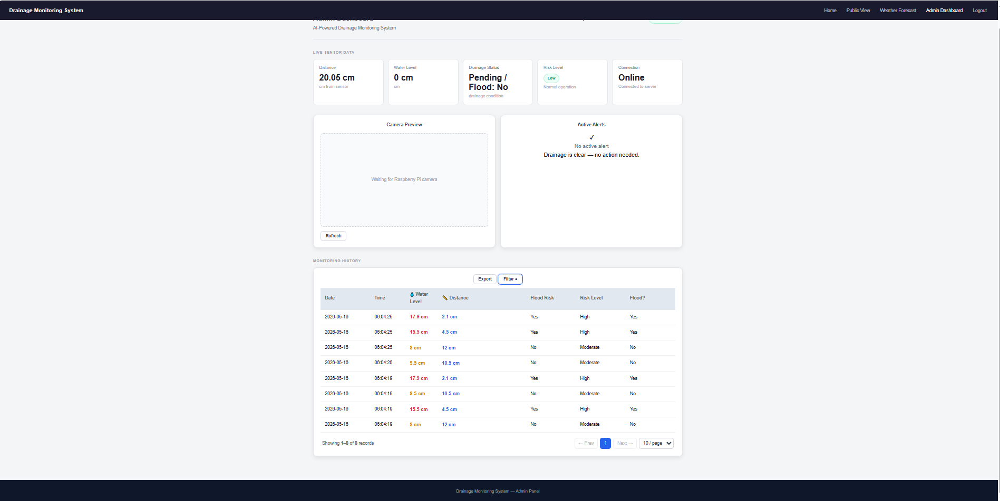 Drainage Monitoring System
Home Public View Weather Forecast Admin Dashboard Logout
AI-Powered Drainage Monitoring System
LIVE SENSOR DATA
Distance
20.05 cm
cm from sensor
Water Level
0 cm
cm
Drainage Status
Pending /
Flood: No
drainage condition
Risk Level
Low
Normal operation
Connection
Online
Connected to server
Camera Preview
Waiting for Raspberry Pi camera
Refresh
Active Alerts
✓
No active alert
Drainage is clear — no action needed.
MONITORING HISTORY
Export Filter •
Date Time 💧 Water Level 📏 Distance Flood Risk Risk Level Flood?
2026-05-16 06:04:25 17.9 cm 2.1 cm Yes High Yes
2026-05-16 06:04:25 15.5 cm 4.5 cm Yes High Yes
2026-05-16 06:04:25 8 cm 12 cm No Moderate No
2026-05-16 06:04:25 9.5 cm 10.5 cm No Moderate No
2026-05-16 06:04:19 17.9 cm 2.1 cm Yes High Yes
2026-05-16 06:04:19 9.5 cm 10.5 cm No Moderate No
2026-05-16 06:04:19 15.5 cm 4.5 cm Yes High Yes
2026-05-16 06:04:19 8 cm 12 cm No Moderate No
Showing 1–8 of 8 records
← Prev 1 Next → 10 / page
Drainage Monitoring System — Admin Panel